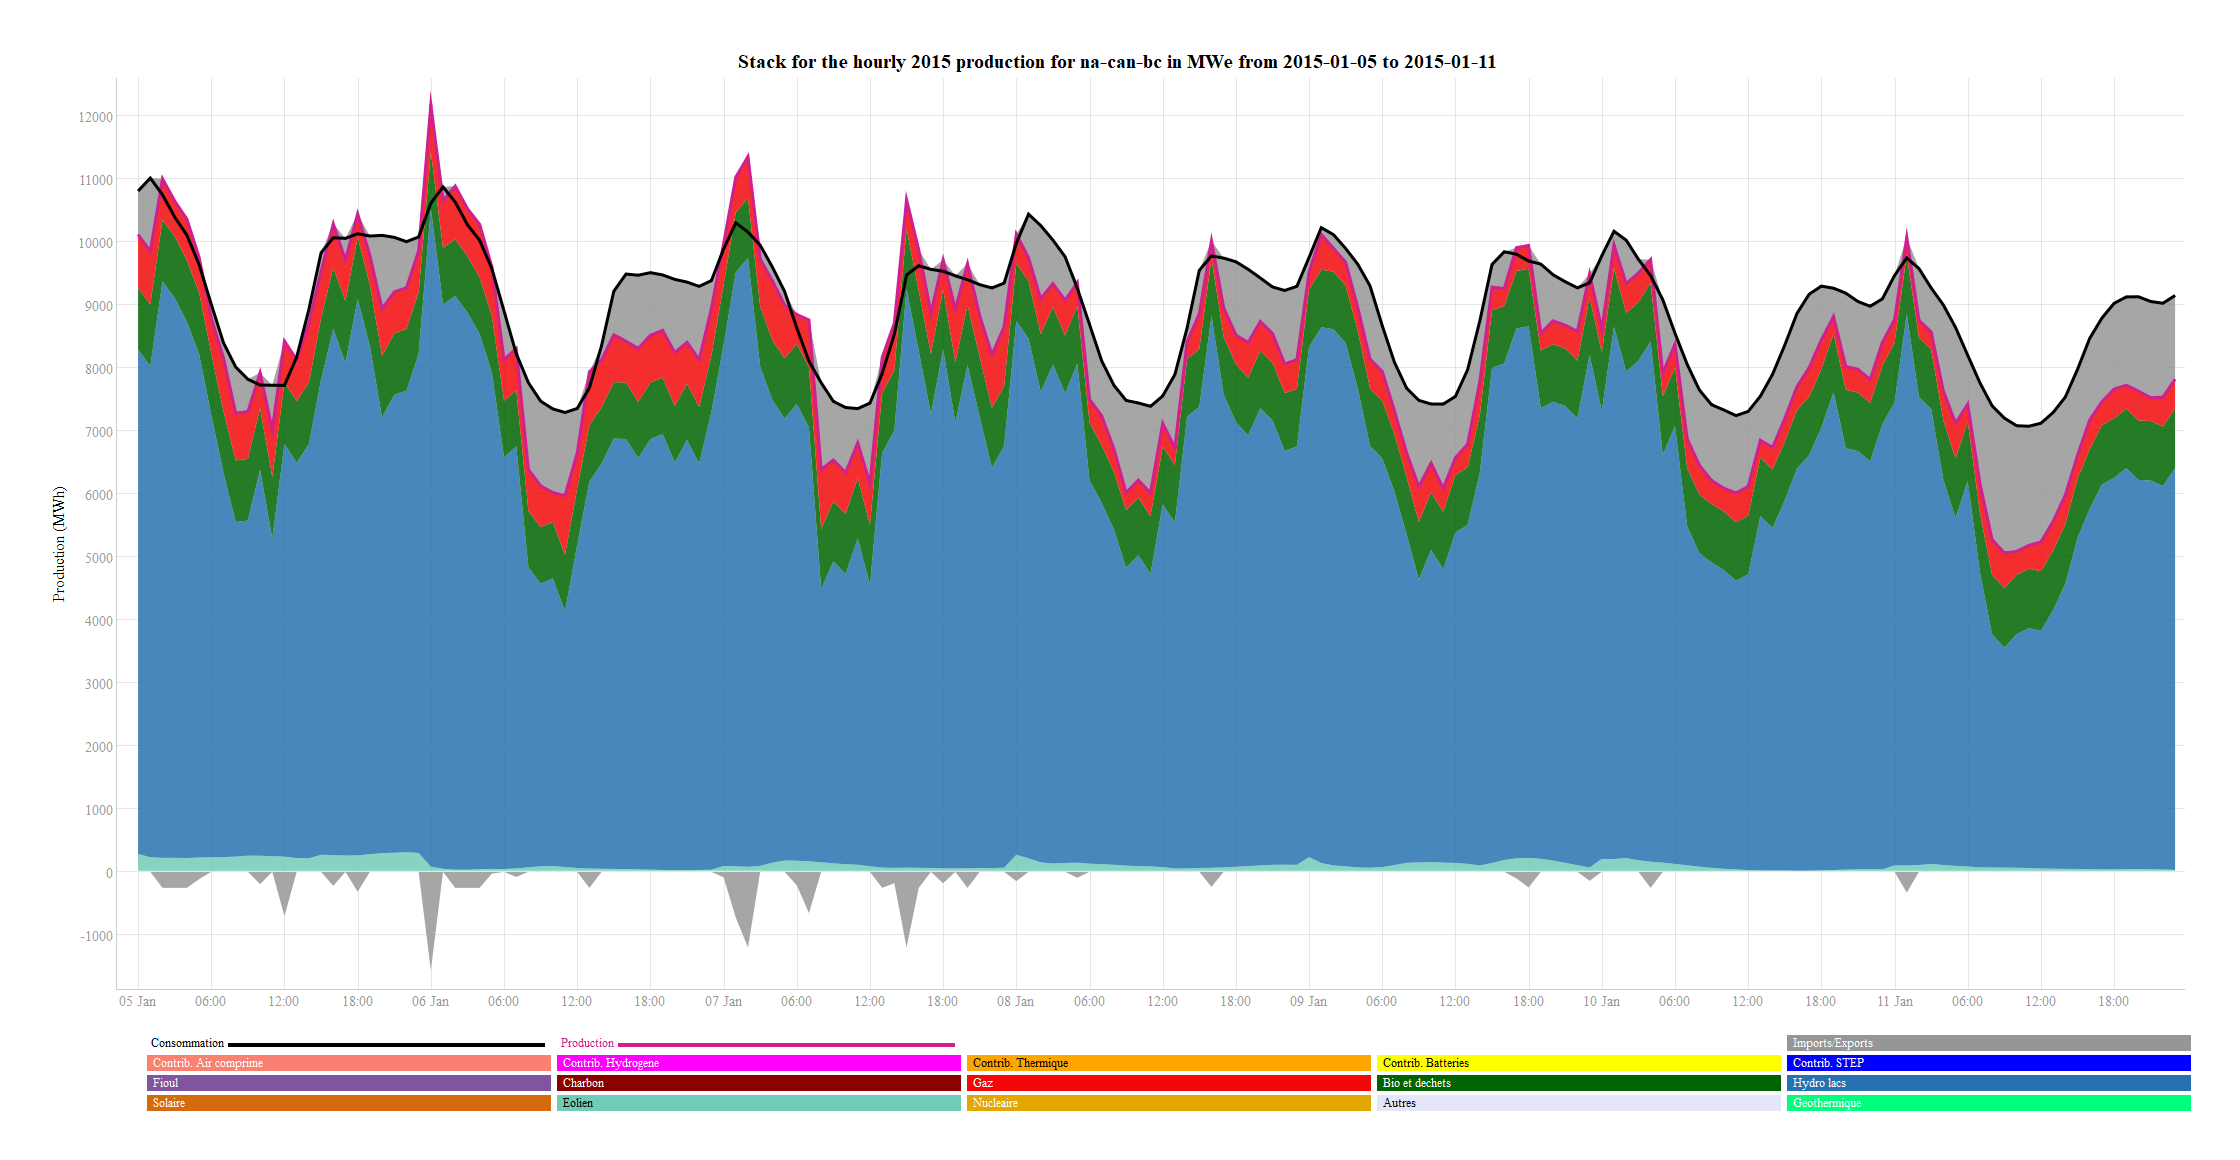 Stack for the hourly 2015 production for na-can-bc in MWe from 2015-01-05 to 2015-01-11
12000
11000
10000
9000
8000
7000
6000
5000
4000
3000
2000
1000
0
-1000
Production (MWh)
05 Jan 06:00 12:00 18:00 06 Jan 06:00 12:00 18:00 07 Jan 06:00 12:00 18:00 08 Jan 06:00 12:00 18:00 09 Jan 06:00 12:00 18:00 10 Jan 06:00 12:00 18:00 11 Jan 06:00 12:00 18:00
Consommation Production Imports/Exports
Contrib. Air comprime Contrib. Hydrogene Contrib. Thermique Contrib. Batteries Contrib. STEP
Fioul Charbon Gaz Bio et dechets Hydro lacs
Solaire Eolien Nucleaire Autres Geothermique